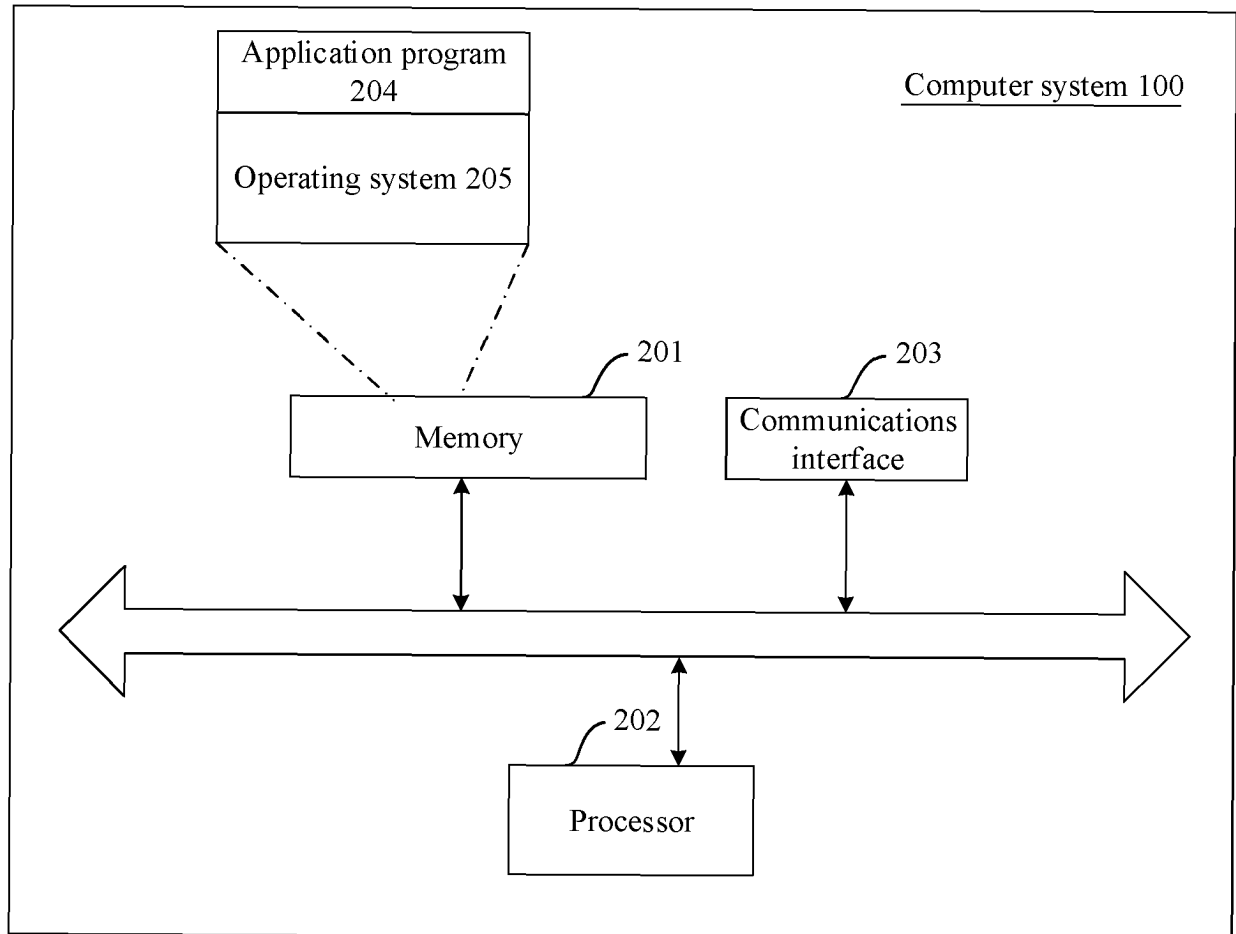 Application program
204
Computer system 100
Operating system 205
201
203
Memory
Communications
interface
202
Processor